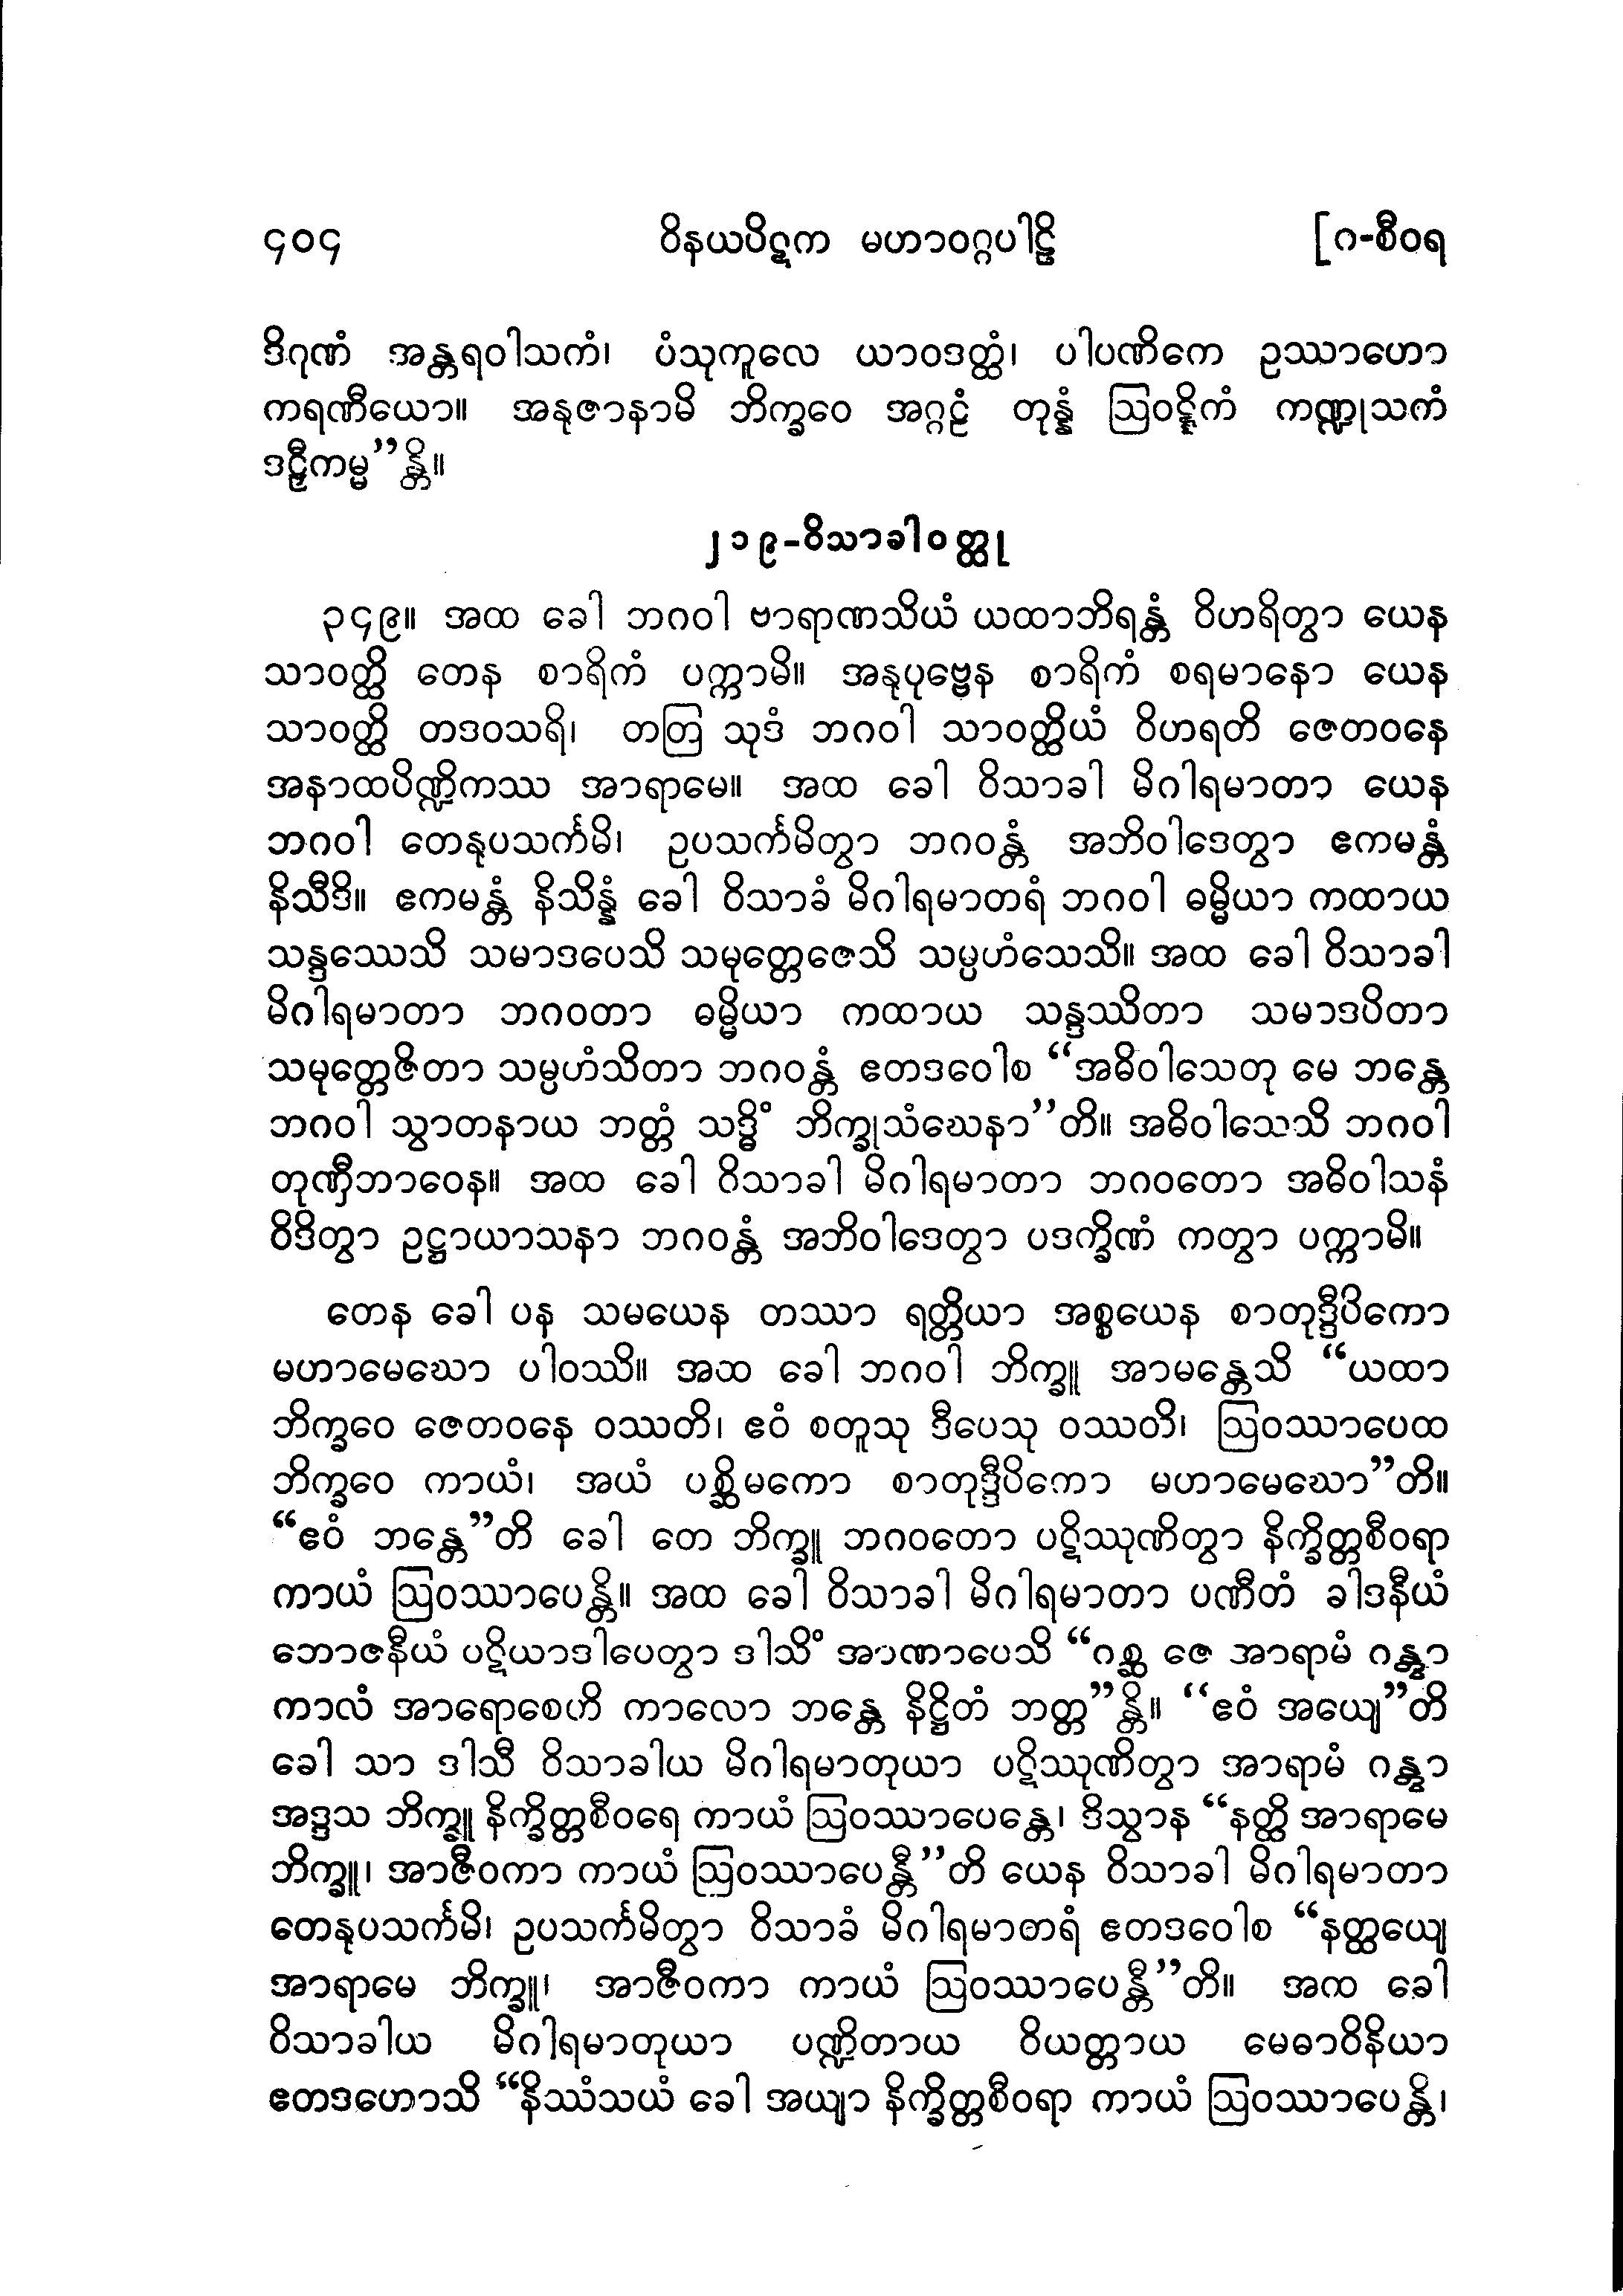 ၄၀၄ ဝိနယပိဋက မဟာဝဂ္ဂပါဠိ [ဂ-စီဝရ
ဒိဂုဏံ အန္တရဝါသကံ၊ ပံသုကူလေ ယာဝဒတ္ထံ၊ ပါပဏိကေ ဥဿာဟော
ကရဏီယော။ အနုဇာနာမိ ဘိက္ခဝေ အဂ္ဂဠံ တုန္နံ ဩဝဋ္ဋိကံ ကဏ္ဍုသကံ
ဒဠှီကမ္မ”န္တိ။
၂၁၉-ဝိသာခါဝတ္ထု
၃၄၉။ အထ ခေါ ဘဂဝါ ဗာရာဏသိယံ ယထာဘိရန္တံ ဝိဟရိတွာ ယေန
သာဝတ္ထိ တေန စာရိကံ ပက္ကာမိ။ အနုပုဗ္ဗေန စာရိကံ စရမာနော ယေန
သာဝတ္ထိ တဒဝသရိ၊ တတြ သုဒံ ဘဂဝါ သာဝတ္ထိယံ ဝိဟရတိ ဇေတဝနေ
အနာထပိဏ္ဍိကဿ အာရာမေ။ အထ ခေါ ဝိသာခါ မိဂါရမာတာ ယေန
ဘဂဝါ တေနုပသင်္ကမိ၊ ဥပသင်္ကမိတွာ ဘဂဝန္တံ အဘိဝါဒေတွာ ဧကမန္တံ
နိသီဒိ။ ဧကမန္တံ နိသိန္နံ ခေါ ဝိသာခံ မိဂါရမာတရံ ဘဂဝါ ဓမ္မိယာ ကထာယ
သန္ဒဿေသိ သမာဒပေသိ သမုတ္တေဇေသိ သမ္ပဟံသေသိ။ အထ ခေါ ဝိသာခါ
မိဂါရမာတာ ဘဂဝတာ ဓမ္မိယာ ကထာယ သန္ဒဿိတာ သမာဒပိတာ
သမုတ္တေဇိတာ သမ္ပဟံသိတာ ဘဂဝန္တံ ဧတဒဝေါစ “အဓိဝါသေတု မေ ဘန္တေ
ဘဂဝါ သွာတနာယ ဘတ္တံ သဒ္ဓိံ ဘိက္ခုသံဃေနာ”တိ။ အဓိဝါသေသိ ဘဂဝါ
တုဏှီဘာဝေန။ အထ ခေါ ဝိသာခါ မိဂါရမာတာ ဘဂဝတော အဓိဝါသနံ
ဝိဒိတွာ ဥဋ္ဌာယာသနာ ဘဂဝန္တံ အဘိဝါဒေတွာ ပဒက္ခိဏံ ကတွာ ပက္ကာမိ။
တေန ခေါ ပန သမယေန တဿာ ရတ္တိယာ အစ္စယေန စာတုဒ္ဒီပိကော
မဟာမေဃော ပါဝဿိ။ အထ ခေါ ဘဂဝါ ဘိက္ခူ အာမန္တေသိ “ယထာ
ဘိက္ခဝေ ဇေတဝနေ ဝဿတိ၊ ဧဝံ စတူသု ဒီပေသု ဝဿတိ၊ ဩဝဿာပေထ
ဘိက္ခဝေ ကာယံ၊ အယံ ပစ္ဆိမကော စာတုဒ္ဒီပိကော မဟာမေဃော”တိ။
“ဧဝံ ဘန္တေ”တိ ခေါ တေ ဘိက္ခူ ဘဂဝတော ပဋိဿုဏိတွာ နိက္ခိတ္တစီဝရာ
ကာယံ ဩဝဿာပေန္တိ။ အထ ခေါ ဝိသာခါ မိဂါရမာတာ ပဏီတံ ခါဒနီယံ
ဘောဇနီယံ ပဋိယာဒါပေတွာ ဒါသိံ အာဏာပေသိ “ဂစ္ဆ ဇေ အာရာမံ ဂန္တွာ
ကာလံ အာရောစေဟိ ကာလော ဘန္တေ နိဋ္ဌိတံ ဘတ္တ”န္တိ။ “ဧဝံ အယျေ”တိ
ခေါ သာ ဒါသီ ဝိသာခါယ မိဂါရမာတုယာ ပဋိဿုဏိတွာ အာရာမံ ဂန္တွာ
အဒ္ဒသ ဘိက္ခူ နိက္ခိတ္တစီဝရေ ကာယံ ဩဝဿာပေန္တေ၊ ဒိသွာန “နတ္ထိ အာရာမေ
ဘိက္ခူ၊ အာဇီဝကာ ကာယံ ဩဝဿာပေန္တီ”တိ ယေန ဝိသာခါ မိဂါရမာတာ
တေနုပသင်္ကမိ၊ ဥပသင်္ကမိတွာ ဝိသာခံ မိဂါရမာတရံ ဧတဒဝေါစ “နတ္ထယျေ
အာရာမေ ဘိက္ခူ၊ အာဇီဝကာ ကာယံ ဩဝဿာပေန္တီ”တိ။ အထ ခေါ
ဝိသာခါယ မိဂါရမာတုယာ ပဏ္ဍိတာယ ဝိယတ္တာယ မေဓာဝိနိယာ
ဧတဒဟောသိ “နိဿံသယံ ခေါ အယျာ နိက္ခိတ္တစီဝရာ ကာယံ ဩဝဿာပေန္တိ၊